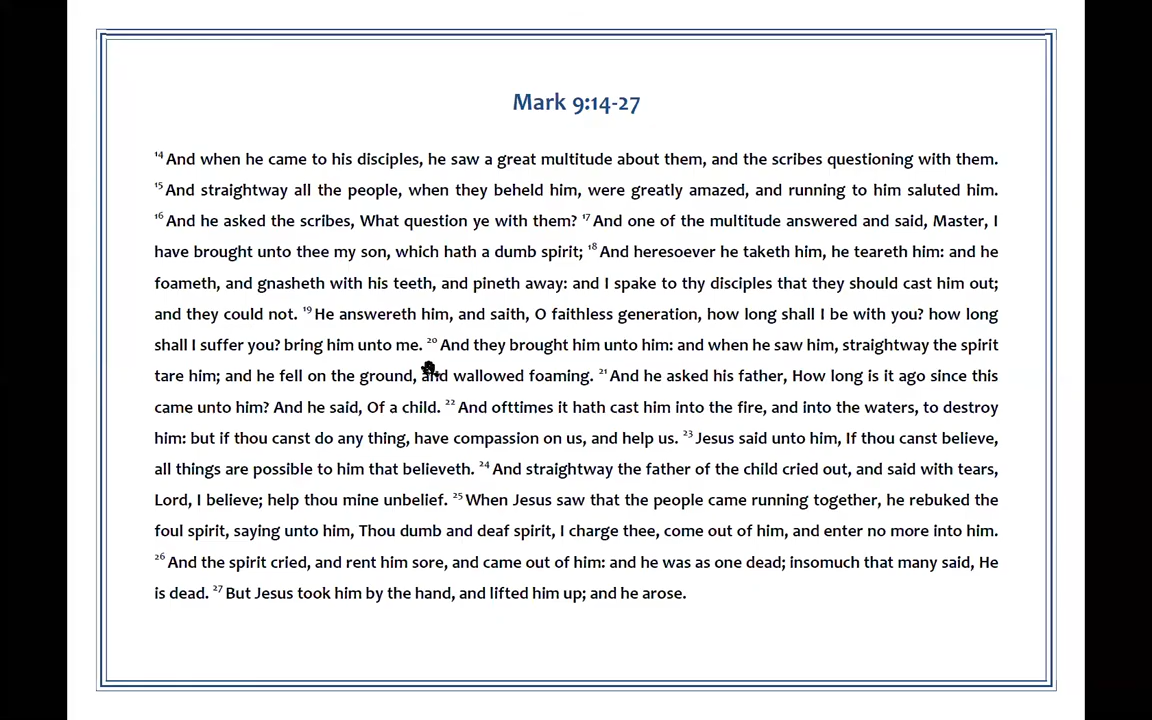 Mark 9:14-27
14 And when he came to his disciples, he saw a great multitude about them, and the scribes questioning with them.
15 And straightway all the people, when they beheld him, were greatly amazed, and running to him saluted him.
16 And he asked the scribes, What question ye with them? 17 And one of the multitude answered and said, Master, I
have brought unto thee my son, which hath a dumb spirit; 18 And heresoever he taketh him, he teareth him: and he
foameth, and gnasheth with his teeth, and pineth away: and I spake to thy disciples that they should cast him out;
and they could not. 19 He answereth him, and saith, O faithless generation, how long shall I be with you? how long
shall I suffer you? bring him unto me. 20 And they brought him unto him: and when he saw him, straightway the spirit
tare him; and he fell on the ground, and wallowed foaming. 21 And he asked his father, How long is it ago since this
came unto him? And he said, Of a child. 22 And ofttimes it hath cast him into the fire, and into the waters, to destroy
him: but if thou canst do any thing, have compassion on us, and help us. 23 Jesus said unto him, If thou canst believe,
all things are possible to him that believeth. 24 And straightway the father of the child cried out, and said with tears,
Lord, I believe; help thou mine unbelief. 25 When Jesus saw that the people came running together, he rebuked the
foul spirit, saying unto him, Thou dumb and deaf spirit, I charge thee, come out of him, and enter no more into him.
26 And the spirit cried, and rent him sore, and came out of him: and he was as one dead; insomuch that many said, He
is dead. 27 But Jesus took him by the hand, and lifted him up; and he arose.